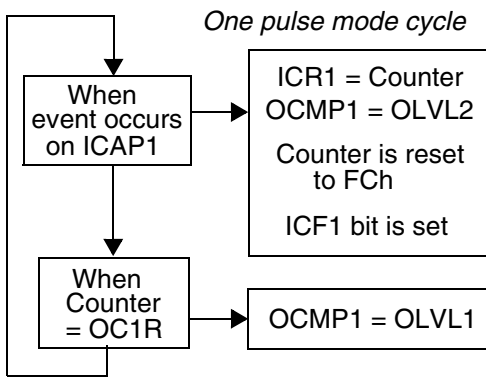 One pulse mode cycle
When
event occurs
on ICAP1
ICR1 = Counter
OCMP1 = OLVL2
Counter is reset
to FCh
ICF1 bit is set
When
Counter
= OC1R
OCMP1 = OLVL1